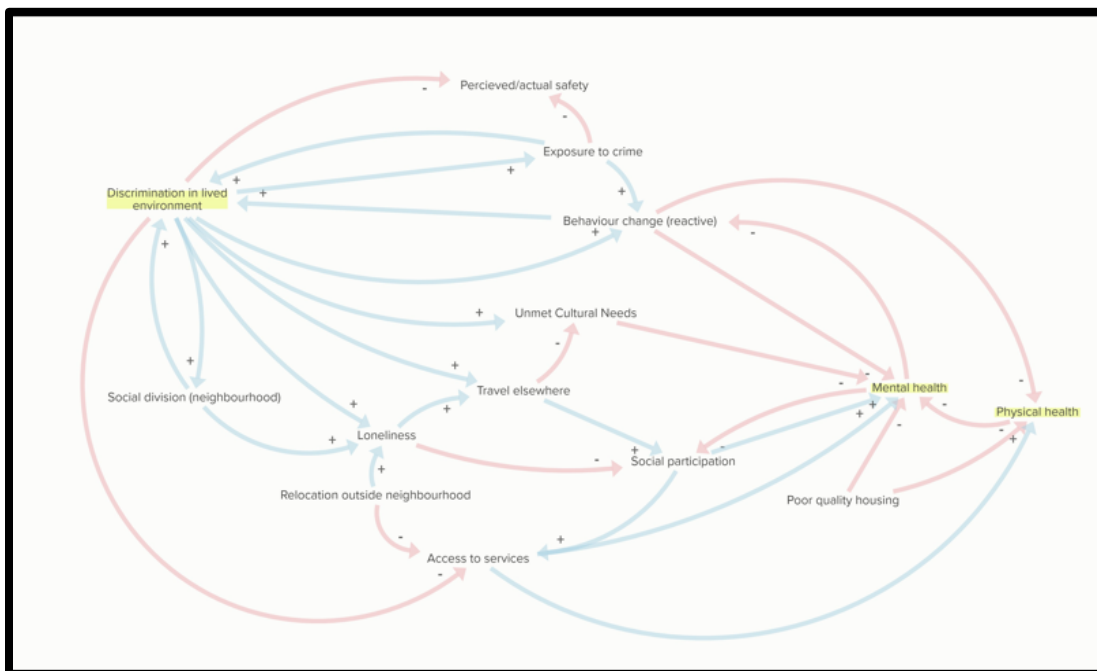 Percieved/actual safety
-
-
Exposure to crime
+
+
+
+
Discrimination in lived
environment
Behaviour change (reactive)
+
-
+
Unmet Cultural Needs
+
-
+
+
Travel elsewhere
-
-
Mental health
-
Social division (neighbourhood)
+
+
+
+
-
Physical health
-
-
+
Loneliness
+
+
-
Social participation
-
+
Relocation outside neighbourhood
Poor quality housing
-
+
Access to services
-